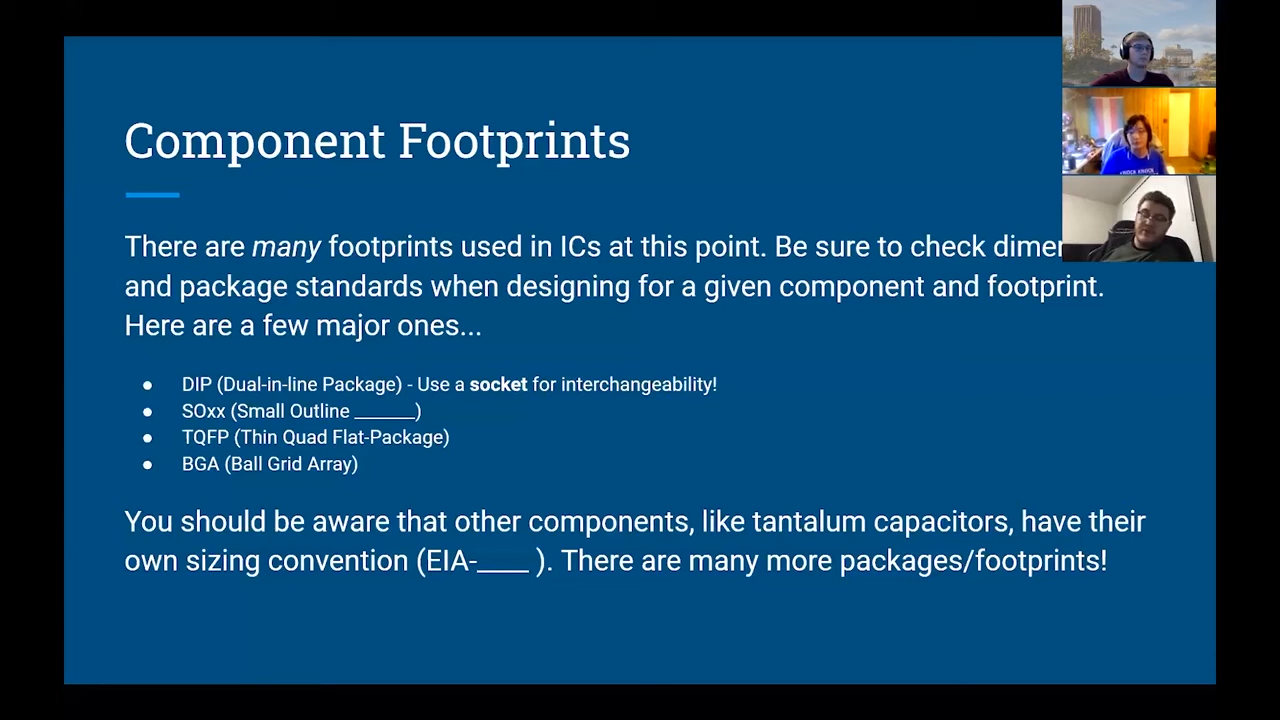 Component Footprints
There are many footprints used in ICs at this point. Be sure to check
and package standards when designing for a given component and footprint.
Here are a few major ones...
● DIP (Dual-in-line Package) - Use a socket for interchangeability!
● SOxx (Small Outline ______)
● TQFP (Thin Quad Flat-Package)
● BGA (Ball Grid Array)
You should be aware that other components, like tantalum capacitors, have their
own sizing convention (EIA-____ ). There are many more packages/footprints!
KNOCK KNOCK